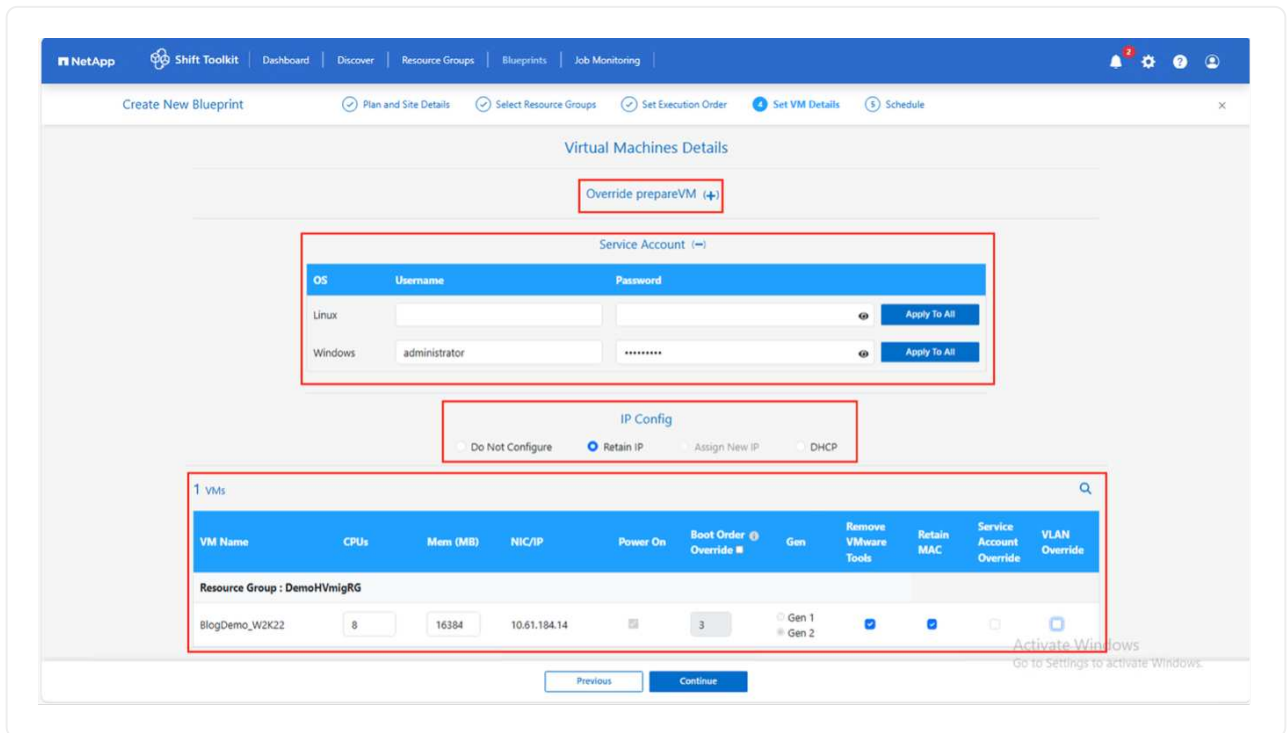 NetApp Shift Toolkit Dashboard Discover Resource Groups Blueprints Job Monitoring 2
Create New Blueprint Plan and Site Details Select Resource Groups Set Execution Order 4 Set VM Details 5 Schedule
Virtual Machines Details
Override prepareVM (+)
Service Account (−)
OS Username Password
Linux Apply To All
Windows administrator ••••••••• Apply To All
IP Config
Do Not Configure Retain IP Assign New IP DHCP
1 VMs
VM Name CPUs Mem (MB) NIC/IP Power On Boot Order Override Gen Remove VMware Tools Retain MAC Service Account Override VLAN Override
Resource Group : DemoHVmigRG
BlogDemo_W2K22 8 16384 10.61.184.14 3 Gen 1
Gen 2
Activate Windows
Go to Settings to activate Windows.
Previous Continue